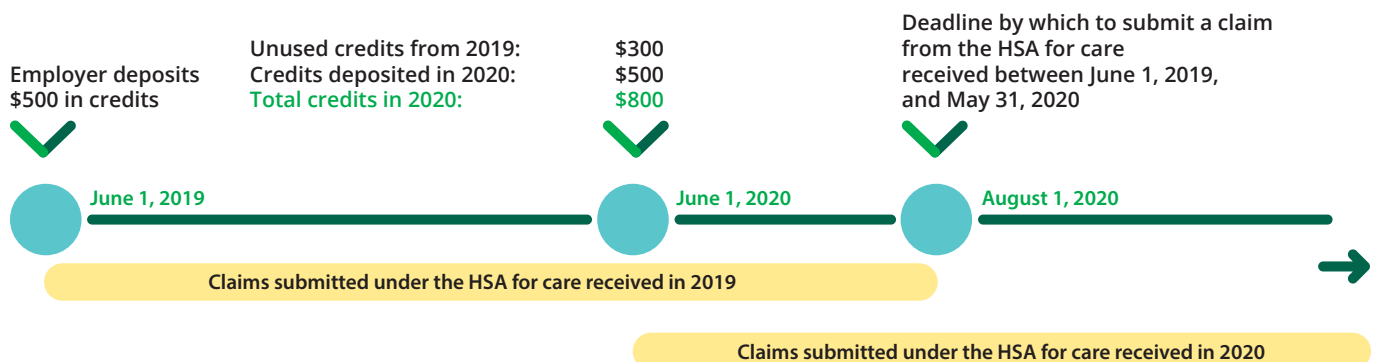 Employer deposits
$500 in credits
Unused credits from 2019: $300
Credits deposited in 2020: $500
Total credits in 2020: $800
Deadline by which to submit a claim
from the HSA for care
received between June 1, 2019,
and May 31, 2020
June 1, 2019
June 1, 2020
August 1, 2020
Claims submitted under the HSA for care received in 2019
Claims submitted under the HSA for care received in 2020